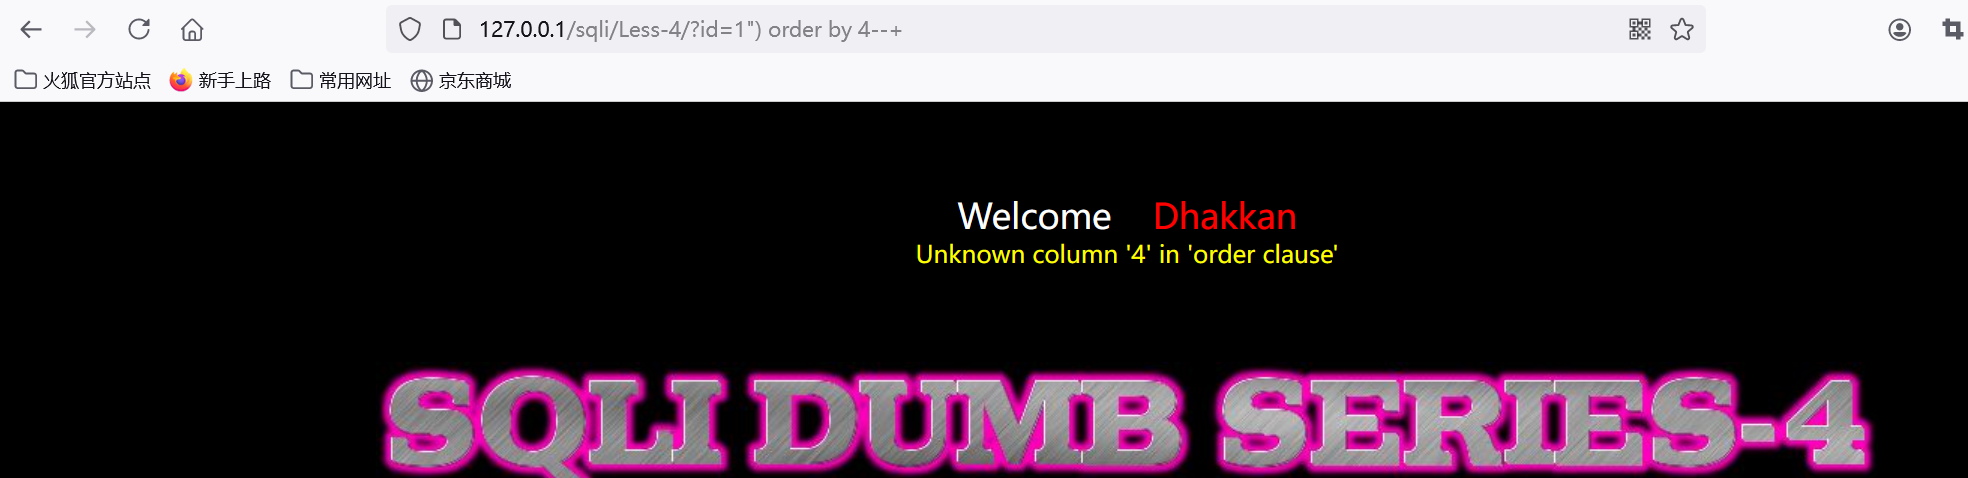 127.0.0.1/sqli/Less-4/?id=1") order by 4--+
火狐官方站点 新手上路 常用网址 京东商城
Welcome Dhakkan
Unknown column '4' in 'order clause'
SQLI DUMB SERIES-4